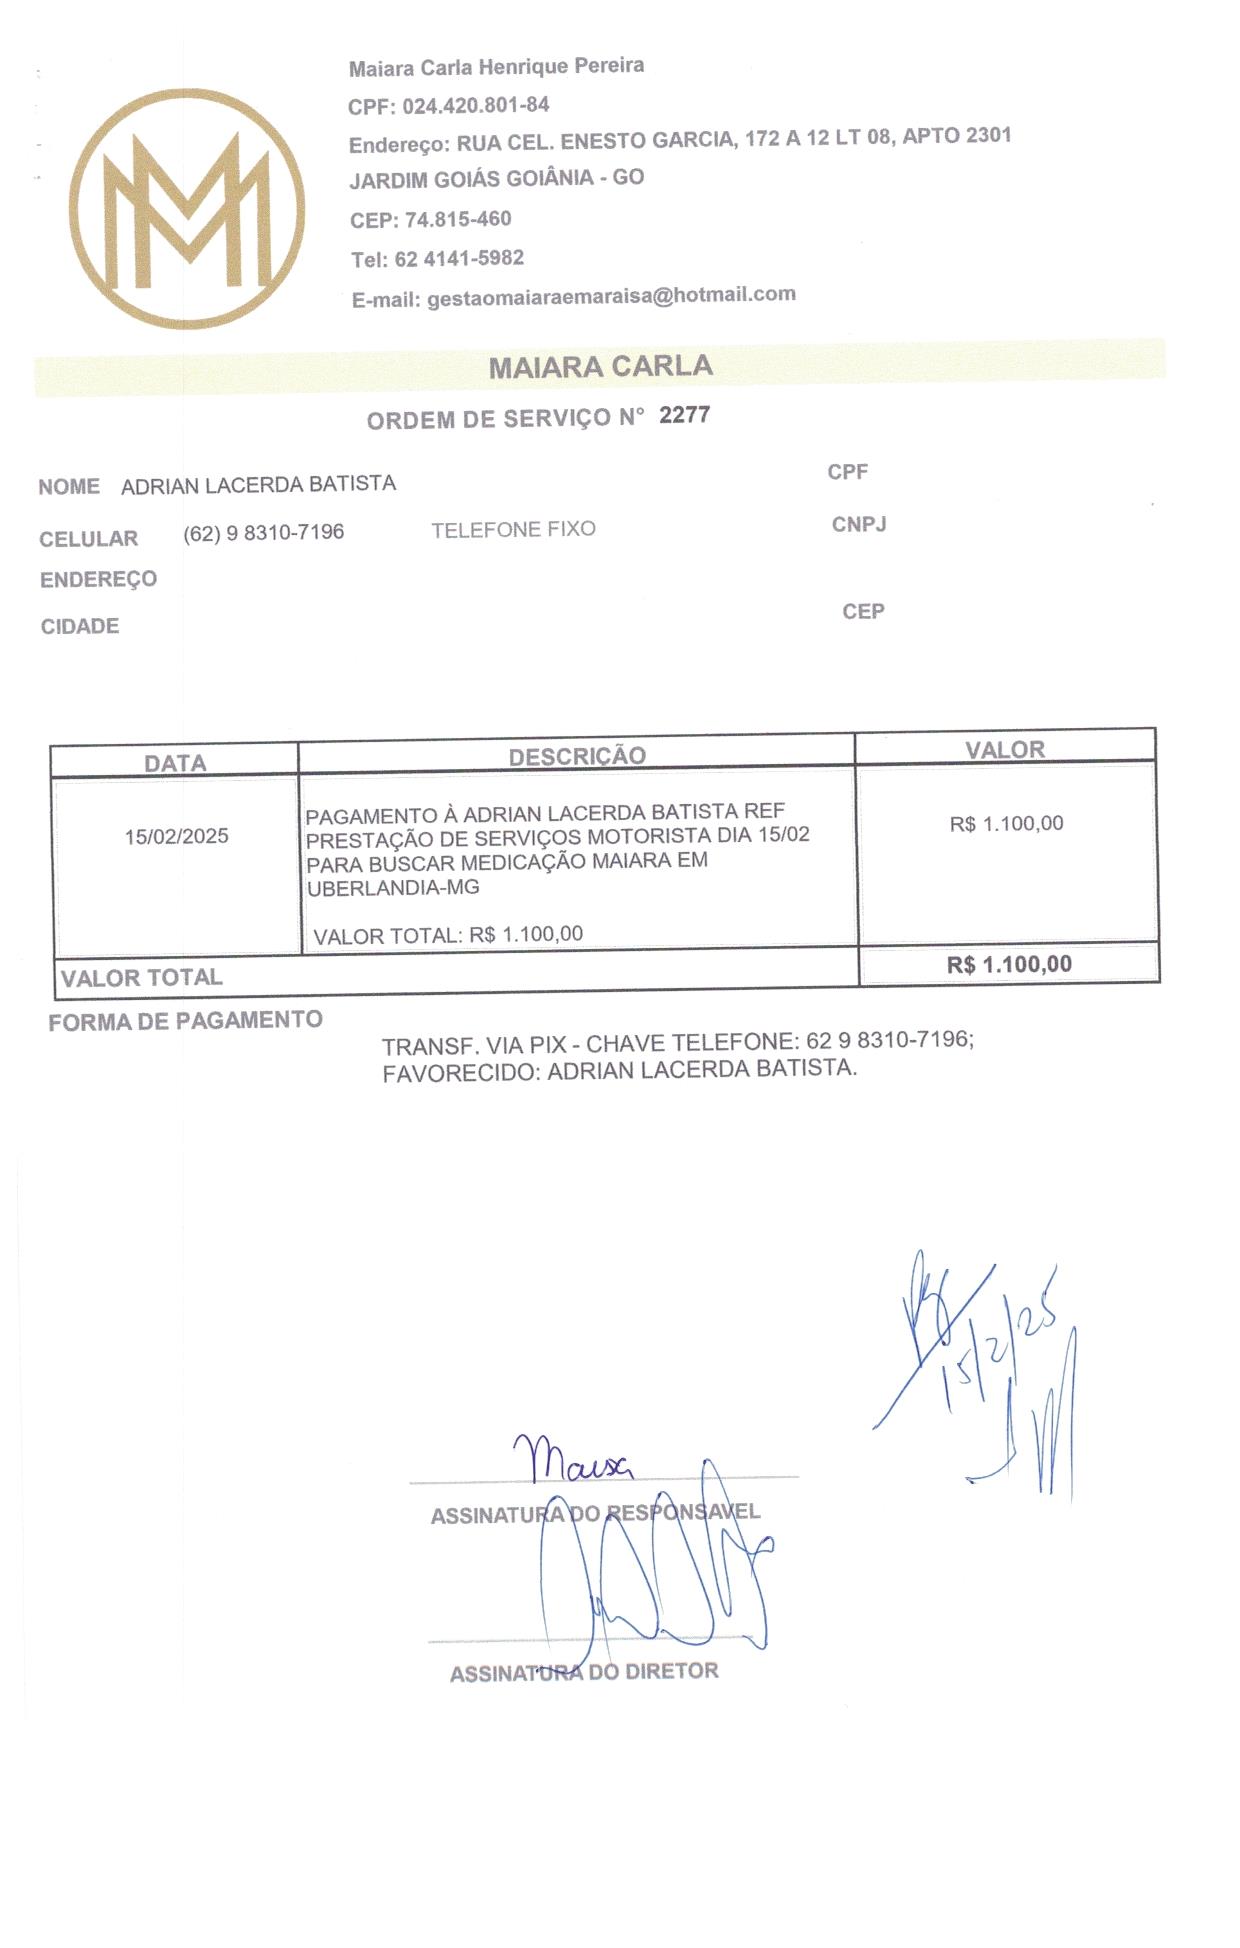 Maiara Carla Henrique Pereira
CPF: 024.420.801-84
Endereço: RUA CEL. ENESTO GARCIA, 172 A 12 LT 08, APTO 2301
JARDIM GOIÁS GOIÂNIA - GO
CEP: 74.815-460
Tel: 62 4141-5982
E-mail: gestaomaiaraemaraisa@hotmail.com
MAIARA CARLA
ORDEM DE SERVIÇO N° 2277
NOME ADRIAN LACERDA BATISTA CPF
CELULAR (62) 9 8310-7196 TELEFONE FIXO CNPJ
ENDEREÇO
CIDADE CEP
DATA DESCRIÇÃO VALOR
15/02/2025
PAGAMENTO À ADRIAN LACERDA BATISTA REF
PRESTAÇÃO DE SERVIÇOS MOTORISTA DIA 15/02
PARA BUSCAR MEDICAÇÃO MAIARA EM
UBERLANDIA-MG
VALOR TOTAL: R$ 1.100,00
R$ 1.100,00
VALOR TOTAL R$ 1.100,00
FORMA DE PAGAMENTO
TRANSF. VIA PIX - CHAVE TELEFONE: 62 9 8310-7196;
FAVORECIDO: ADRIAN LACERDA BATISTA.
15/2/25
ASSINATURA DO RESPONSAVEL
ASSINATURA DO DIRETOR